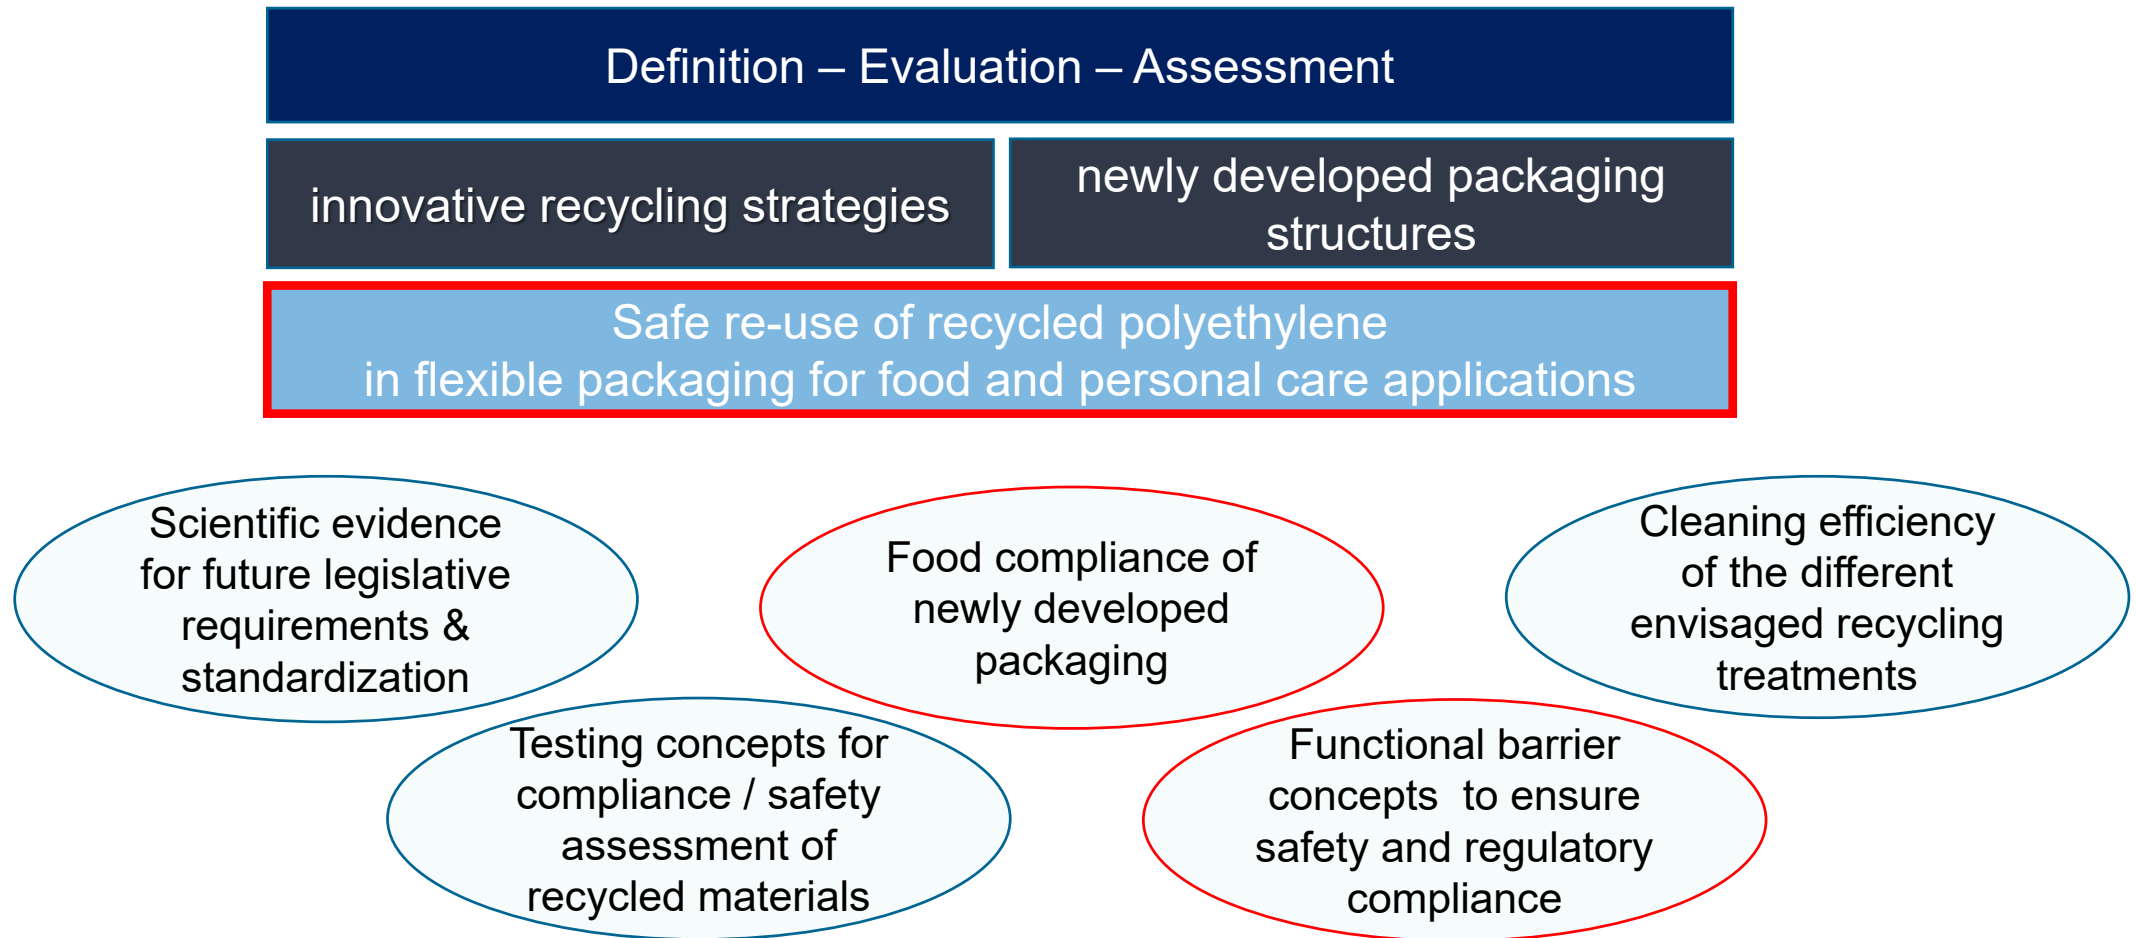 Definition – Evaluation – Assessment
innovative recycling strategies
newly developed packaging
structures
Safe re-use of recycled polyethylene
in flexible packaging for food and personal care applications
Scientific evidence
for future legislative
requirements &
standardization
Food compliance of
newly developed
packaging
Cleaning efficiency
of the different
envisaged recycling
treatments
Testing concepts for
compliance / safety
assessment of
recycled materials
Functional barrier
concepts  to ensure
safety and regulatory
compliance